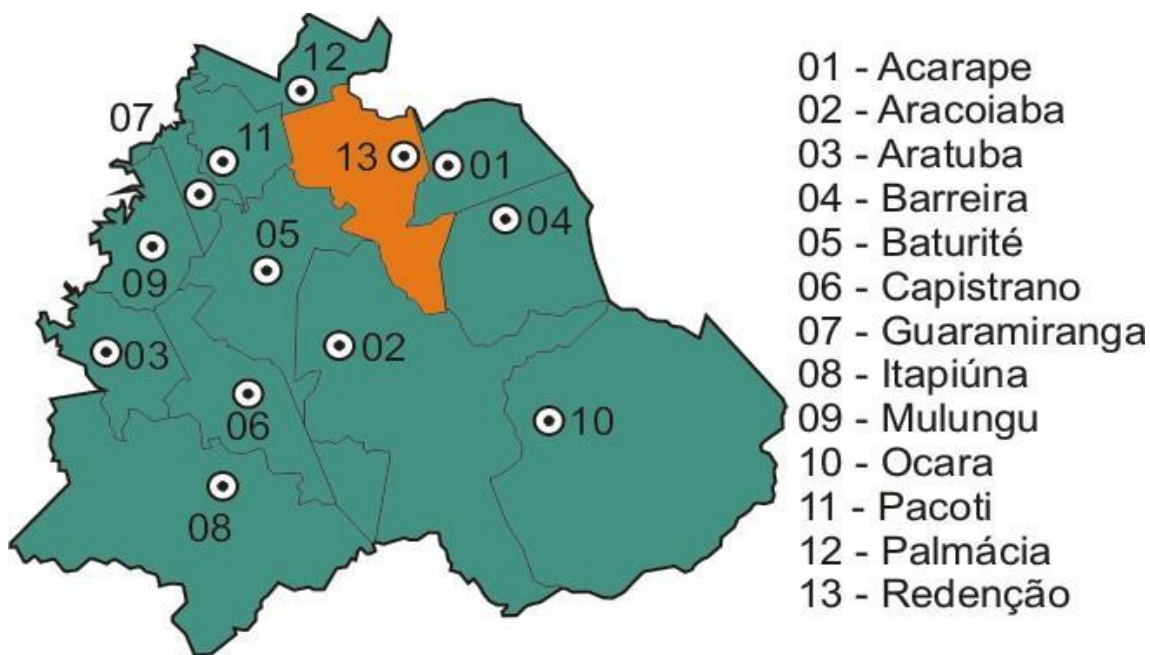 12
07
11
13
01
04
05
09
02
03
06
10
08
01 - Acarape
02 - Aracoiaba
03 - Aratuba
04 - Barreira
05 - Baturité
06 - Capistrano
07 - Guaramiranga
08 - Itapiúna
09 - Mulungu
10 - Ocara
11 - Pacoti
12 - Palmácia
13 - Redenção